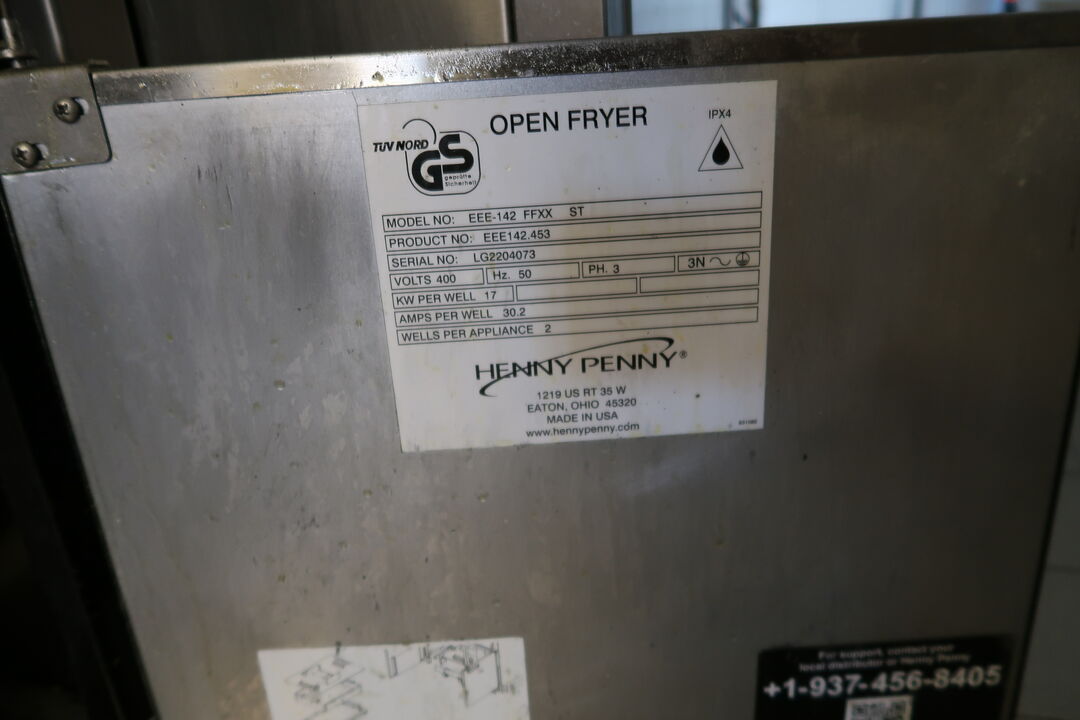 OPEN FRYER
IPX4
TÜV NORD
GS
geprüfte
Sicherheit
MODEL NO: EEE-142 FFXX ST
PRODUCT NO: EEE142.453
SERIAL NO: LG2204073
VOLTS 400 Hz. 50 PH. 3 3N
KW PER WELL 17
AMPS PER WELL 30.2
WELLS PER APPLIANCE 2
HENNY PENNY®
1219 US RT 35 W
EATON, OHIO 45320
MADE IN USA
www.hennypenny.com
For support, contact your
local distributor or Henny Penny
+1-937-456-8405